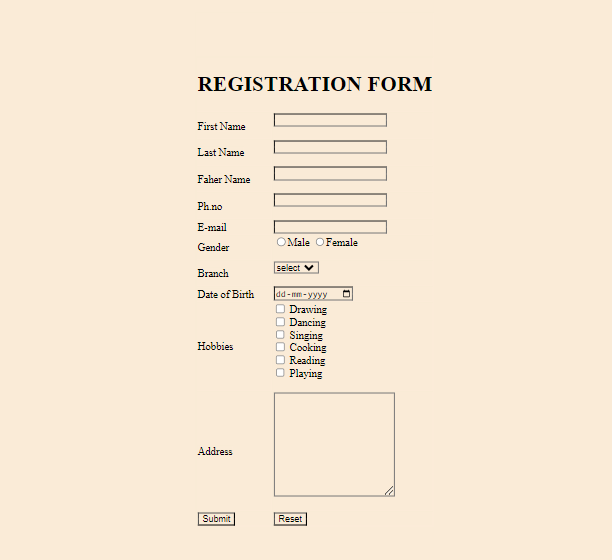 REGISTRATION FORM
First Name
Last Name
Faher Name
Ph.no
E-mail
Gender Male Female
Branch select
Date of Birth dd-mm-yyyy
Drawing
Dancing
Singing
Hobbies Cooking
Reading
Playing
Address
Submit Reset